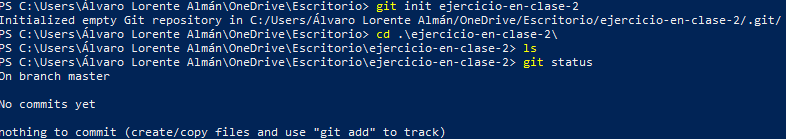 PS C:\Users\Álvaro Lorente Almán\OneDrive\Escritorio> git init ejercicio-en-clase-2
Initialized empty Git repository in C:/Users/Álvaro Lorente Almán/OneDrive/Escritorio/ejercicio-en-clase-2/.git/
PS C:\Users\Álvaro Lorente Almán\OneDrive\Escritorio> cd .\ejercicio-en-clase-2\
PS C:\Users\Álvaro Lorente Almán\OneDrive\Escritorio\ejercicio-en-clase-2> ls
PS C:\Users\Álvaro Lorente Almán\OneDrive\Escritorio\ejercicio-en-clase-2> git status
On branch master
No commits yet
nothing to commit (create/copy files and use "git add" to track)